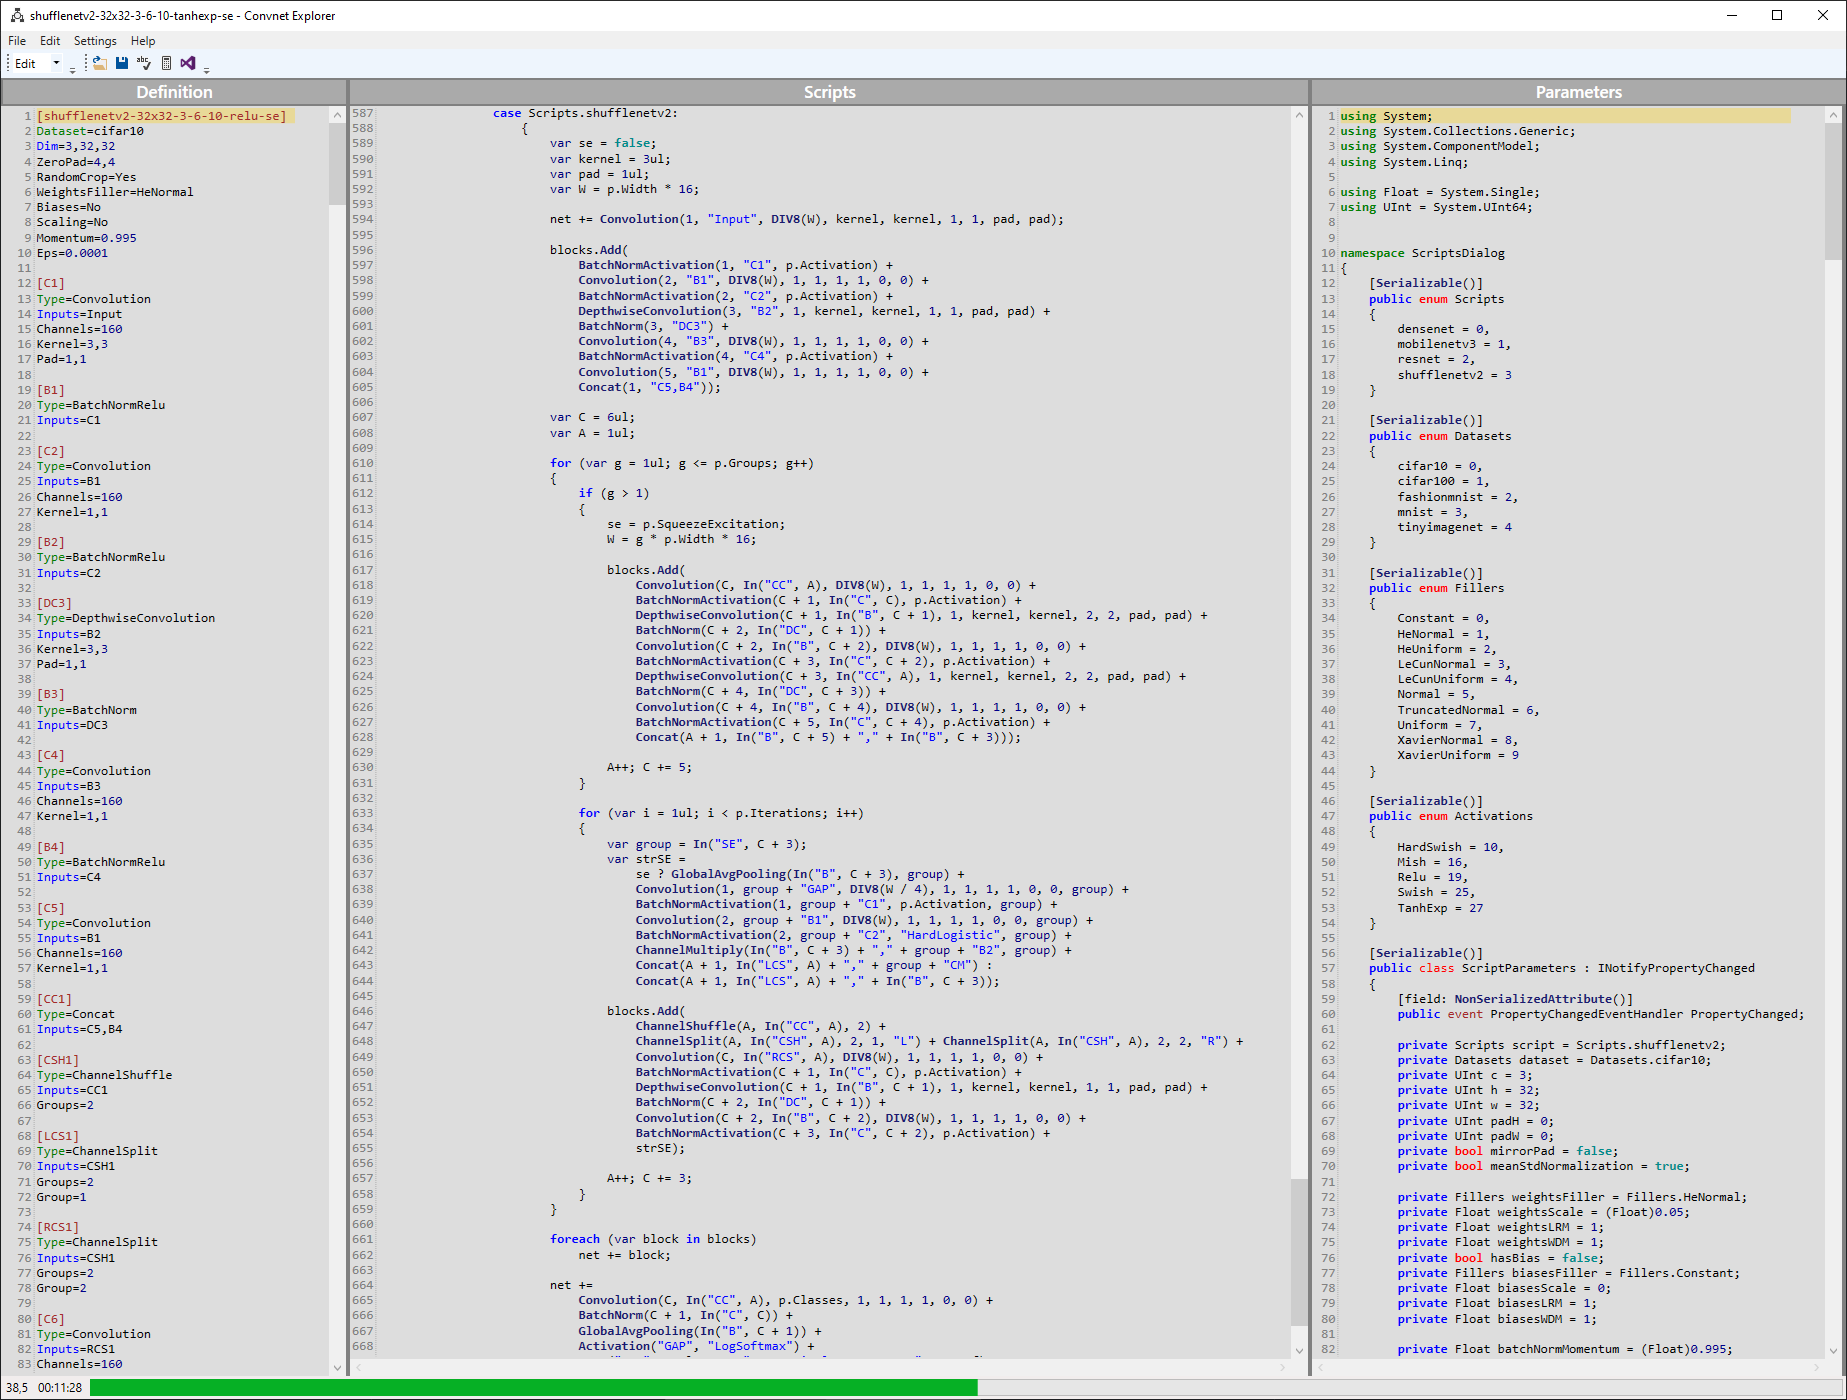 shufflenetv2-32x32-3-6-10-tanhexp-se - Convnet Explorer
File Edit Settings Help
Edit
Definition
1 [shufflenetv2-32x32-3-6-10-relu-se]
2 Dataset=cifar10
3 Dim=3,32,32
4 ZeroPad=4,4
5 RandomCrop=Yes
6 WeightsFiller=HeNormal
7 Biases=No
8 Scaling=No
9 Momentum=0.995
10 Eps=0.0001
11
12 [C1]
13 Type=Convolution
14 Inputs=Input
15 Channels=160
16 Kernel=3,3
17 Pad=1,1
18
19 [B1]
20 Type=BatchNormRelu
21 Inputs=C1
22
23 [C2]
24 Type=Convolution
25 Inputs=B1
26 Channels=160
27 Kernel=1,1
28
29 [B2]
30 Type=BatchNormRelu
31 Inputs=C2
32
33 [DC3]
34 Type=DepthwiseConvolution
35 Inputs=B2
36 Kernel=3,3
37 Pad=1,1
38
39 [B3]
40 Type=BatchNorm
41 Inputs=DC3
42
43 [C4]
44 Type=Convolution
45 Inputs=B3
46 Channels=160
47 Kernel=1,1
48
49 [B4]
50 Type=BatchNormRelu
51 Inputs=C4
52
53 [C5]
54 Type=Convolution
55 Inputs=B1
56 Channels=160
57 Kernel=1,1
58
59 [CC1]
60 Type=Concat
61 Inputs=C5,B4
62
63 [CSH1]
64 Type=ChannelShuffle
65 Inputs=CC1
66 Groups=2
67
68 [LCS1]
69 Type=ChannelSplit
70 Inputs=CSH1
71 Groups=2
72 Group=1
73
74 [RCS1]
75 Type=ChannelSplit
76 Inputs=CSH1
77 Groups=2
78 Group=2
79
80 [C6]
81 Type=Convolution
82 Inputs=RCS1
83 Channels=160
Scripts
587 case Scripts.shufflenetv2:
588 {
589 var se = false;
590 var kernel = 3ul;
591 var pad = 1ul;
592 var W = p.Width * 16;
593
594 net += Convolution(1, "Input", DIV8(W), kernel, kernel, 1, 1, pad, pad);
595
596 blocks.Add(
597 BatchNormActivation(1, "C1", p.Activation) +
598 Convolution(2, "B1", DIV8(W), 1, 1, 1, 1, 0, 0) +
599 BatchNormActivation(2, "C2", p.Activation) +
600 DepthwiseConvolution(3, "B2", 1, kernel, kernel, 1, 1, pad, pad) +
601 BatchNorm(3, "DC3") +
602 Convolution(4, "B3", DIV8(W), 1, 1, 1, 1, 0, 0) +
603 BatchNormActivation(4, "C4", p.Activation) +
604 Convolution(5, "B1", DIV8(W), 1, 1, 1, 1, 0, 0) +
605 Concat(1, "C5,B4"));
606
607 var C = 6ul;
608 var A = 1ul;
609
610 for (var g = 1ul; g <= p.Groups; g++)
611 {
612 if (g > 1)
613 {
614 se = p.SqueezeExcitation;
615 W = g * p.Width * 16;
616
617 blocks.Add(
618 Convolution(C, In("CC", A), DIV8(W), 1, 1, 1, 1, 0, 0) +
619 BatchNormActivation(C + 1, In("C", C), p.Activation) +
620 DepthwiseConvolution(C + 1, In("B", C + 1), 1, kernel, kernel, 2, 2, pad, pad) +
621 BatchNorm(C + 2, In("DC", C + 1)) +
622 Convolution(C + 2, In("B", C + 2), DIV8(W), 1, 1, 1, 1, 0, 0) +
623 BatchNormActivation(C + 3, In("C", C + 2), p.Activation) +
624 DepthwiseConvolution(C + 3, In("CC", A), 1, kernel, kernel, 2, 2, pad, pad) +
625 BatchNorm(C + 4, In("DC", C + 3)) +
626 Convolution(C + 4, In("B", C + 4), DIV8(W), 1, 1, 1, 1, 0, 0) +
627 BatchNormActivation(C + 5, In("C", C + 4), p.Activation) +
628 Concat(A + 1, In("B", C + 5) + "," + In("B", C + 3)));
629
630 A++; C += 5;
631 }
632
633 for (var i = 1ul; i < p.Iterations; i++)
634 {
635 var group = In("SE", C + 3);
636 var strSE =
637 se ? GlobalAvgPooling(In("B", C + 3), group) +
638 Convolution(1, group + "GAP", DIV8(W / 4), 1, 1, 1, 1, 0, 0, group) +
639 BatchNormActivation(1, group + "C1", p.Activation, group) +
640 Convolution(2, group + "B1", DIV8(W), 1, 1, 1, 1, 0, 0, group) +
641 BatchNormActivation(2, group + "C2", "HardLogistic", group) +
642 ChannelMultiply(In("B", C + 3) + "," + group + "B2", group) +
643 Concat(A + 1, In("LCS", A) + "," + group + "CM") :
644 Concat(A + 1, In("LCS", A) + "," + In("B", C + 3));
645
646 blocks.Add(
647 ChannelShuffle(A, In("CC", A), 2) +
648 ChannelSplit(A, In("CSH", A), 2, 1, "L") + ChannelSplit(A, In("CSH", A), 2, 2, "R") +
649 Convolution(C, In("RCS", A), DIV8(W), 1, 1, 1, 1, 0, 0) +
650 BatchNormActivation(C + 1, In("C", C), p.Activation) +
651 DepthwiseConvolution(C + 1, In("B", C + 1), 1, kernel, kernel, 1, 1, pad, pad) +
652 BatchNorm(C + 2, In("DC", C + 1)) +
653 Convolution(C + 2, In("B", C + 2), DIV8(W), 1, 1, 1, 1, 0, 0) +
654 BatchNormActivation(C + 3, In("C", C + 2), p.Activation) +
655 strSE);
656
657 A++; C += 3;
658 }
659 }
660
661 foreach (var block in blocks)
662 net += block;
663
664 net +=
665 Convolution(C, In("CC", A), p.Classes, 1, 1, 1, 1, 0, 0) +
666 BatchNorm(C + 1, In("C", C)) +
667 GlobalAvgPooling(In("B", C + 1)) +
668 Activation("GAP", "LogSoftmax") +
Parameters
1 using System;
2 using System.Collections.Generic;
3 using System.ComponentModel;
4 using System.Linq;
5
6 using Float = System.Single;
7 using UInt = System.UInt64;
8
9
10 namespace ScriptsDialog
11 {
12 [Serializable()]
13 public enum Scripts
14 {
15 densenet = 0,
16 mobilenetv3 = 1,
17 resnet = 2,
18 shufflenetv2 = 3
19 }
20
21 [Serializable()]
22 public enum Datasets
23 {
24 cifar10 = 0,
25 cifar100 = 1,
26 fashionmnist = 2,
27 mnist = 3,
28 tinyimagenet = 4
29 }
30
31 [Serializable()]
32 public enum Fillers
33 {
34 Constant = 0,
35 HeNormal = 1,
36 HeUniform = 2,
37 LeCunNormal = 3,
38 LeCunUniform = 4,
39 Normal = 5,
40 TruncatedNormal = 6,
41 Uniform = 7,
42 XavierNormal = 8,
43 XavierUniform = 9
44 }
45
46 [Serializable()]
47 public enum Activations
48 {
49 HardSwish = 10,
50 Mish = 16,
51 Relu = 19,
52 Swish = 25,
53 TanhExp = 27
54 }
55
56 [Serializable()]
57 public class ScriptParameters : INotifyPropertyChanged
58 {
59 [field: NonSerializedAttribute()]
60 public event PropertyChangedEventHandler PropertyChanged;
61
62 private Scripts script = Scripts.shufflenetv2;
63 private Datasets dataset = Datasets.cifar10;
64 private UInt c = 3;
65 private UInt h = 32;
66 private UInt w = 32;
67 private UInt padH = 0;
68 private UInt padW = 0;
69 private bool mirrorPad = false;
70 private bool meanStdNormalization = true;
71
72 private Fillers weightsFiller = Fillers.HeNormal;
73 private Float weightsScale = (Float)0.05;
74 private Float weightsLRM = 1;
75 private Float weightsWDM = 1;
76 private bool hasBias = false;
77 private Fillers biasesFiller = Fillers.Constant;
78 private Float biasesScale = 0;
79 private Float biasesLRM = 1;
80 private Float biasesWDM = 1;
81
82 private Float batchNormMomentum = (Float)0.995;
38,5 00:11:28